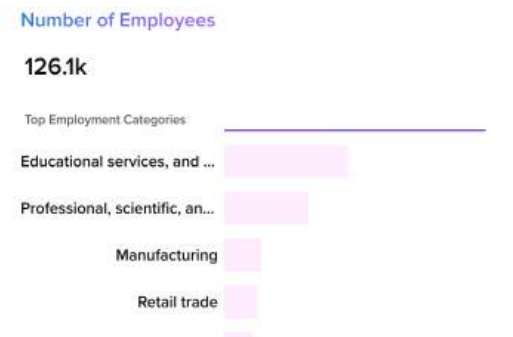 Number of Employees
126.1k
Top Employment Categories
Educational services, and ...
Professional, scientific, an...
Manufacturing
Retail trade